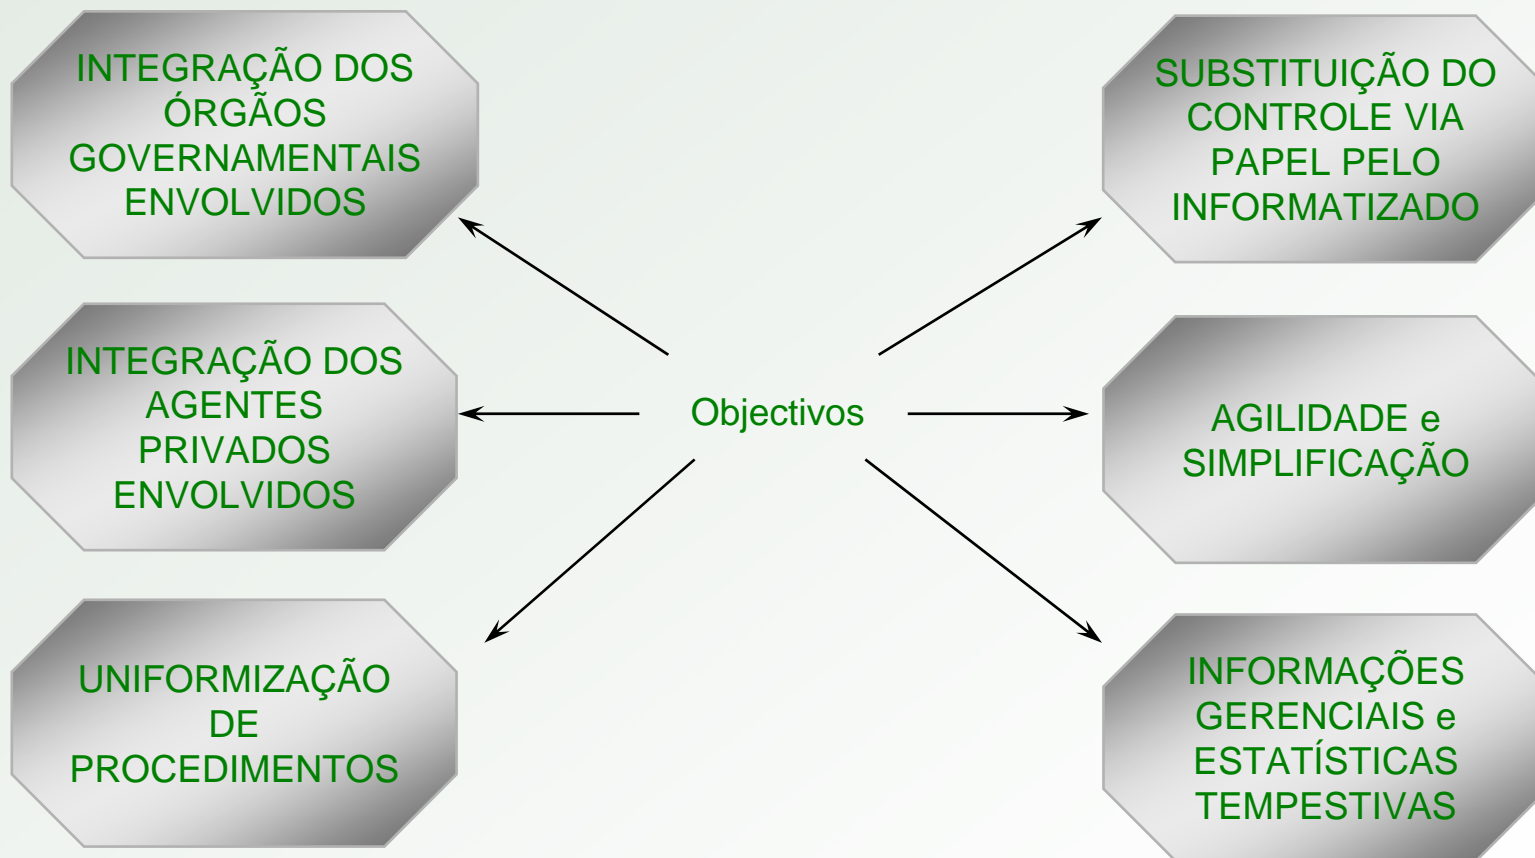 INTEGRAÇÃO DOS
ÓRGÃOS
GOVERNAMENTAIS
ENVOLVIDOS
SUBSTITUIÇÃO DO
CONTROLE VIA
PAPEL PELO
INFORMATIZADO
INTEGRAÇÃO DOS
AGENTES
PRIVADOS
ENVOLVIDOS
Objectivos
AGILIDADE e
SIMPLIFICAÇÃO
UNIFORMIZAÇÃO
DE
PROCEDIMENTOS
INFORMAÇÕES
GERENCIAIS e
ESTATÍSTICAS
TEMPESTIVAS